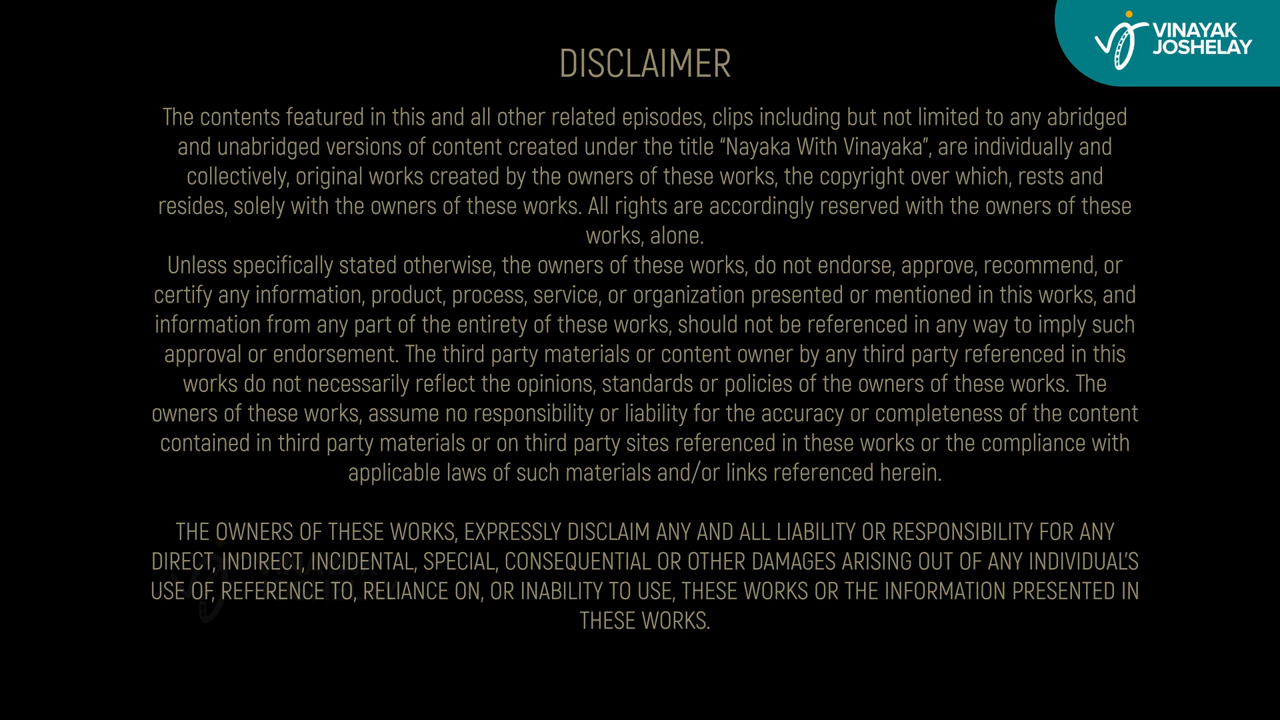 VINAYAK
JOSHELAY
DISCLAIMER
The contents featured in this and all other related episodes, clips including but not limited to any abridged
and unabridged versions of content created under the title “Nayaka With Vinayaka”, are individually and
collectively, original works created by the owners of these works, the copyright over which, rests and
resides, solely with the owners of these works. All rights are accordingly reserved with the owners of these
works, alone.
Unless specifically stated otherwise, the owners of these works, do not endorse, approve, recommend, or
certify any information, product, process, service, or organization presented or mentioned in this works, and
information from any part of the entirety of these works, should not be referenced in any way to imply such
approval or endorsement. The third party materials or content owner by any third party referenced in this
works do not necessarily reflect the opinions, standards or policies of the owners of these works. The
owners of these works, assume no responsibility or liability for the accuracy or completeness of the content
contained in third party materials or on third party sites referenced in these works or the compliance with
applicable laws of such materials and/or links referenced herein.
THE OWNERS OF THESE WORKS, EXPRESSLY DISCLAIM ANY AND ALL LIABILITY OR RESPONSIBILITY FOR ANY
DIRECT, INDIRECT, INCIDENTAL, SPECIAL, CONSEQUENTIAL OR OTHER DAMAGES ARISING OUT OF ANY INDIVIDUAL’S
USE OF, REFERENCE TO, RELIANCE ON, OR INABILITY TO USE, THESE WORKS OR THE INFORMATION PRESENTED IN
THESE WORKS.